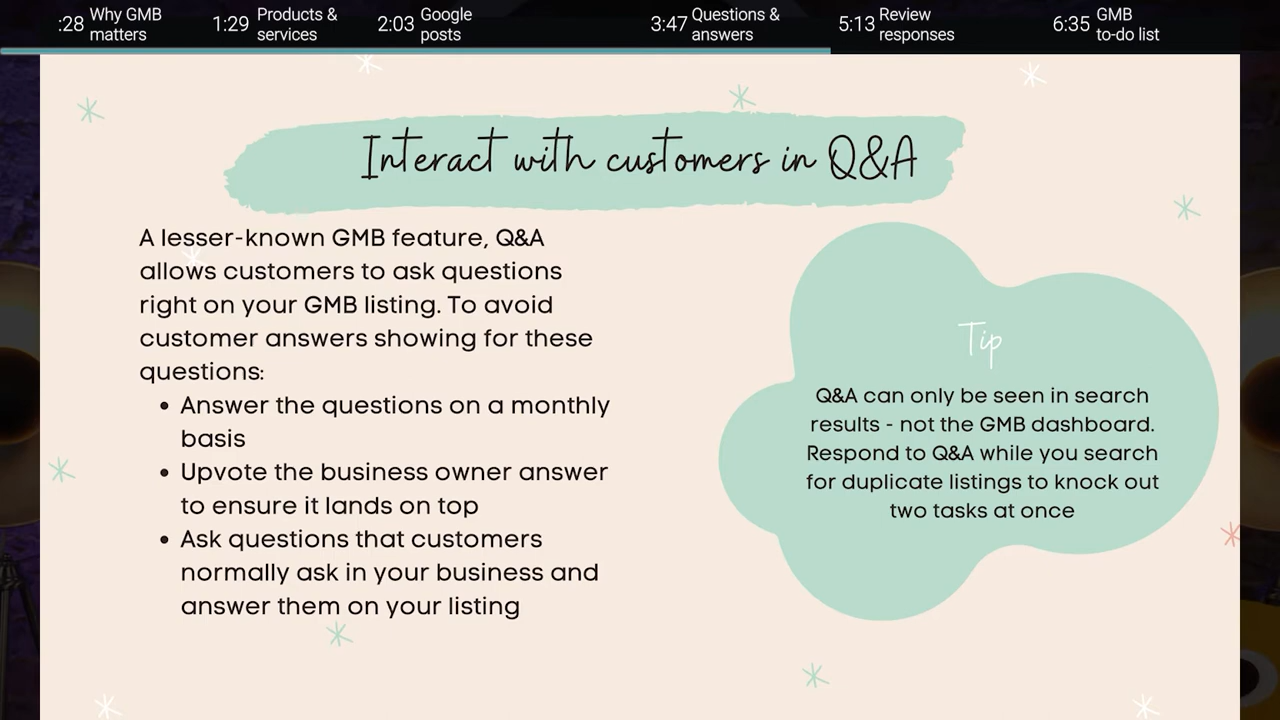 :28 Why GMB matters
1:29 Products & services
2:03 Google posts
3:47 Questions & answers
5:13 Review responses
6:35 GMB to-do list
Interact with customers in Q&A
A lesser-known GMB feature, Q&A
allows customers to ask questions
right on your GMB listing. To avoid
customer answers showing for these
questions:
• Answer the questions on a monthly
basis
• Upvote the business owner answer
to ensure it lands on top
• Ask questions that customers
normally ask in your business and
answer them on your listing
Tip
Q&A can only be seen in search
results - not the GMB dashboard.
Respond to Q&A while you search
for duplicate listings to knock out
two tasks at once